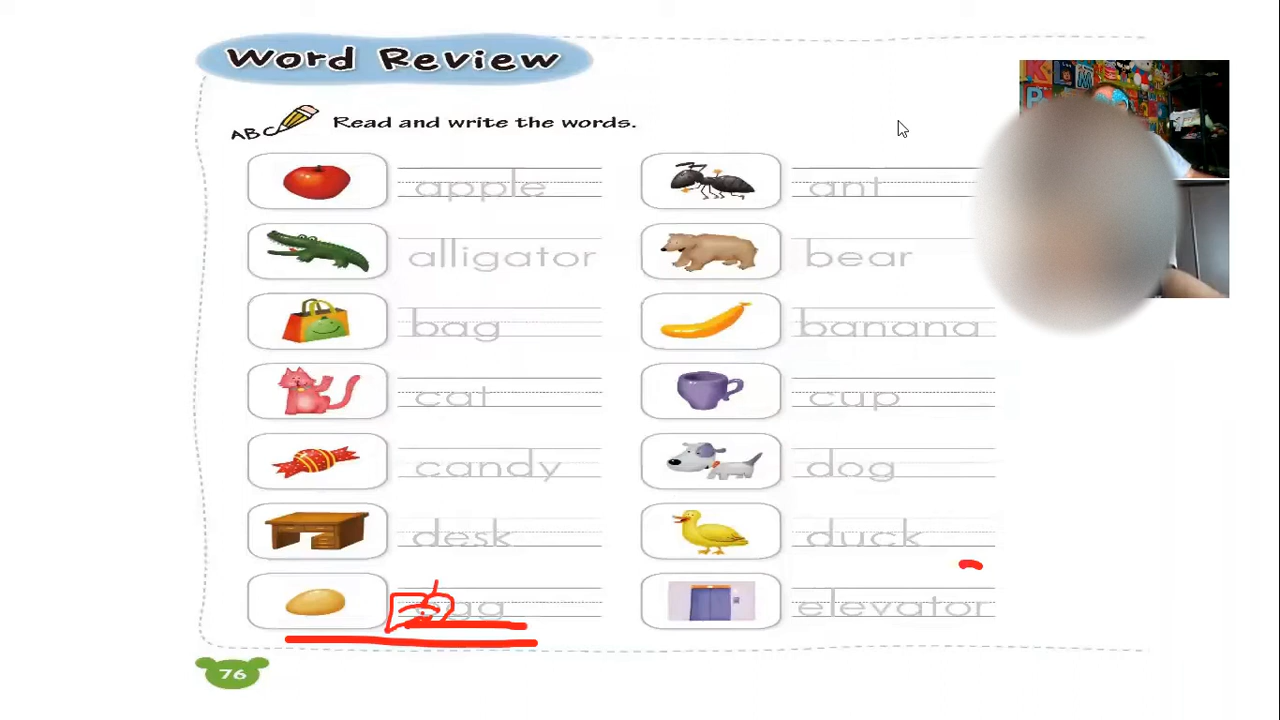 Word Review
ABC Read and write the words.
apple ant
alligator bear
bag banana
cat cup
candy dog
desk duck
egg elevator
76
K L M
P